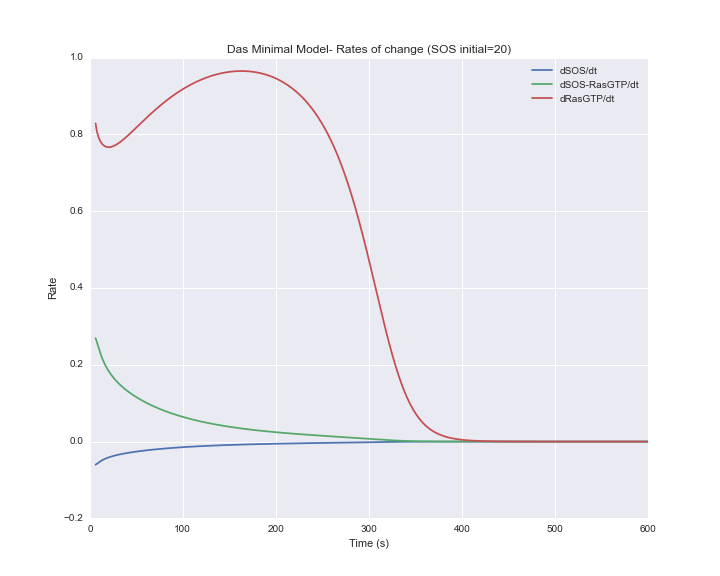 Das Minimal Model- Rates of change (SOS initial=20)
dSOS/dt
dSOS-RasGTP/dt
dRasGTP/dt
Rate
1.0
0.8
0.6
0.4
0.2
0.0
−0.2
0 100 200 300 400 500 600
Time (s)